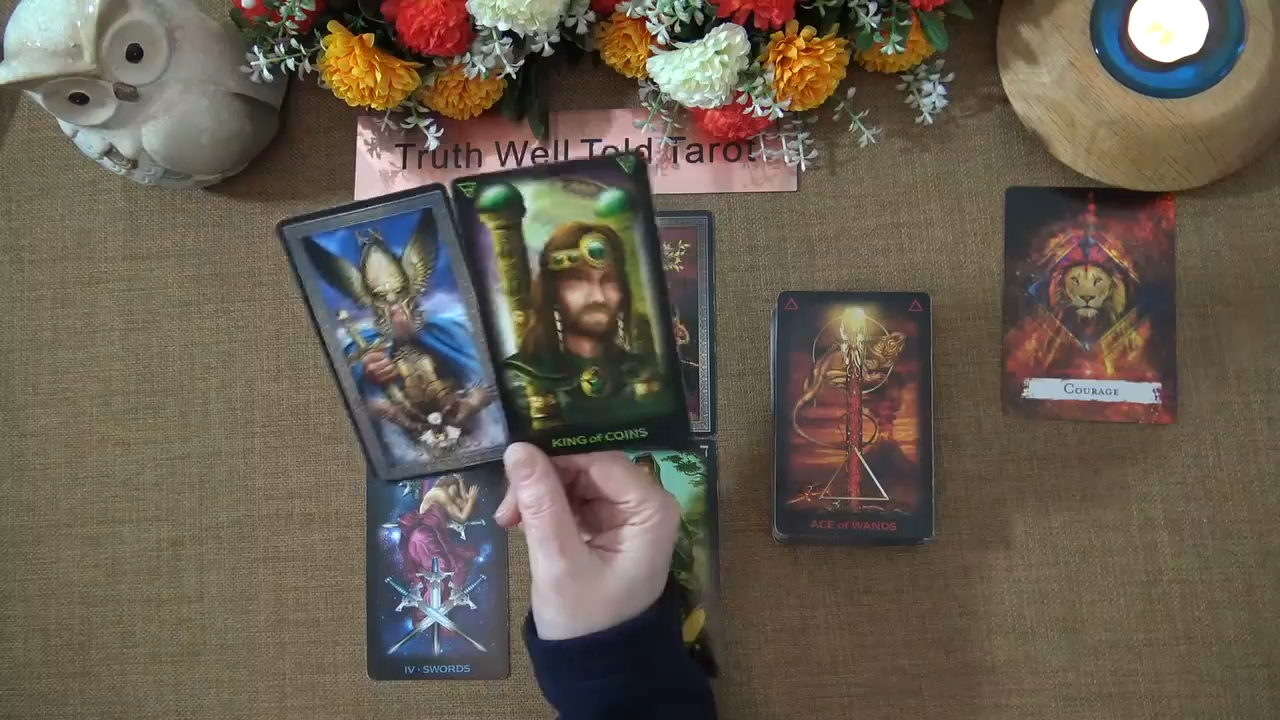 Truth Well Told Tarot
KING of COINS
COURAGE
ACE of WANDS
IV • SWORDS